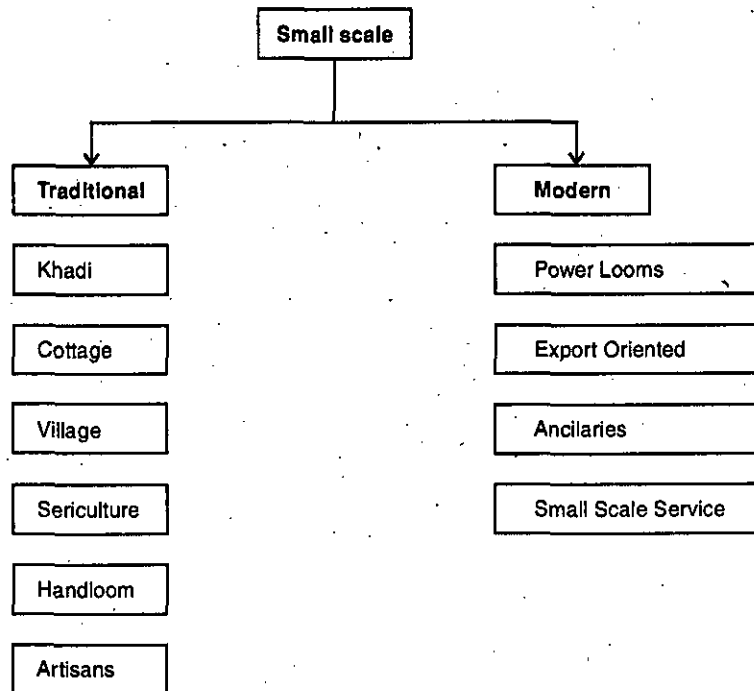 Small scale
Traditional
Modern
Khadi
Power Looms
Cottage
Export Oriented
Village
Ancilaries
Sericulture
Small Scale Service
Handloom
Artisans